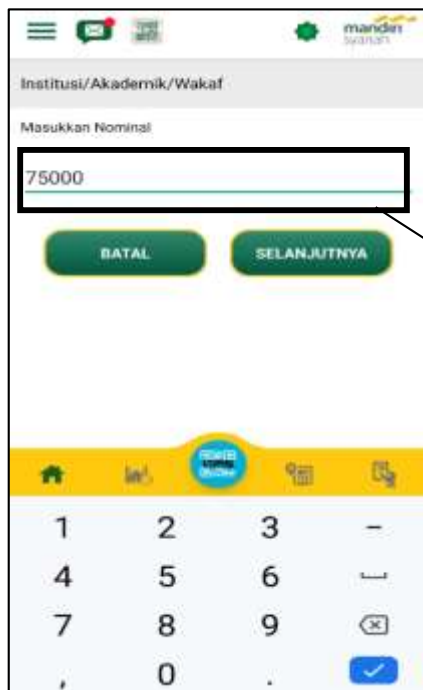 mandiri
syariah
Institusi/Akademik/Wakaf
Masukkan Nominal
75000
BATAL SELANJUTNYA
1 2 3 -
4 5 6
7 8 9
, 0 .